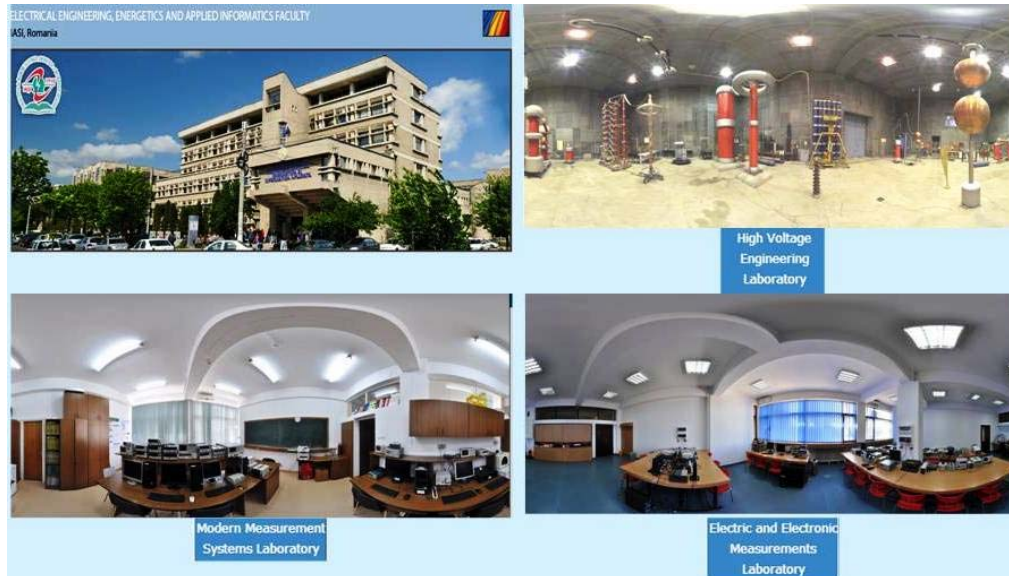 ELECTRICAL ENGINEERING, ENERGETICS AND APPLIED INFORMATICS FACULTY
IASI, Romania
High Voltage
Engineering
Laboratory
Modern Measurement
Systems Laboratory
Electric and Electronic
Measurements
Laboratory